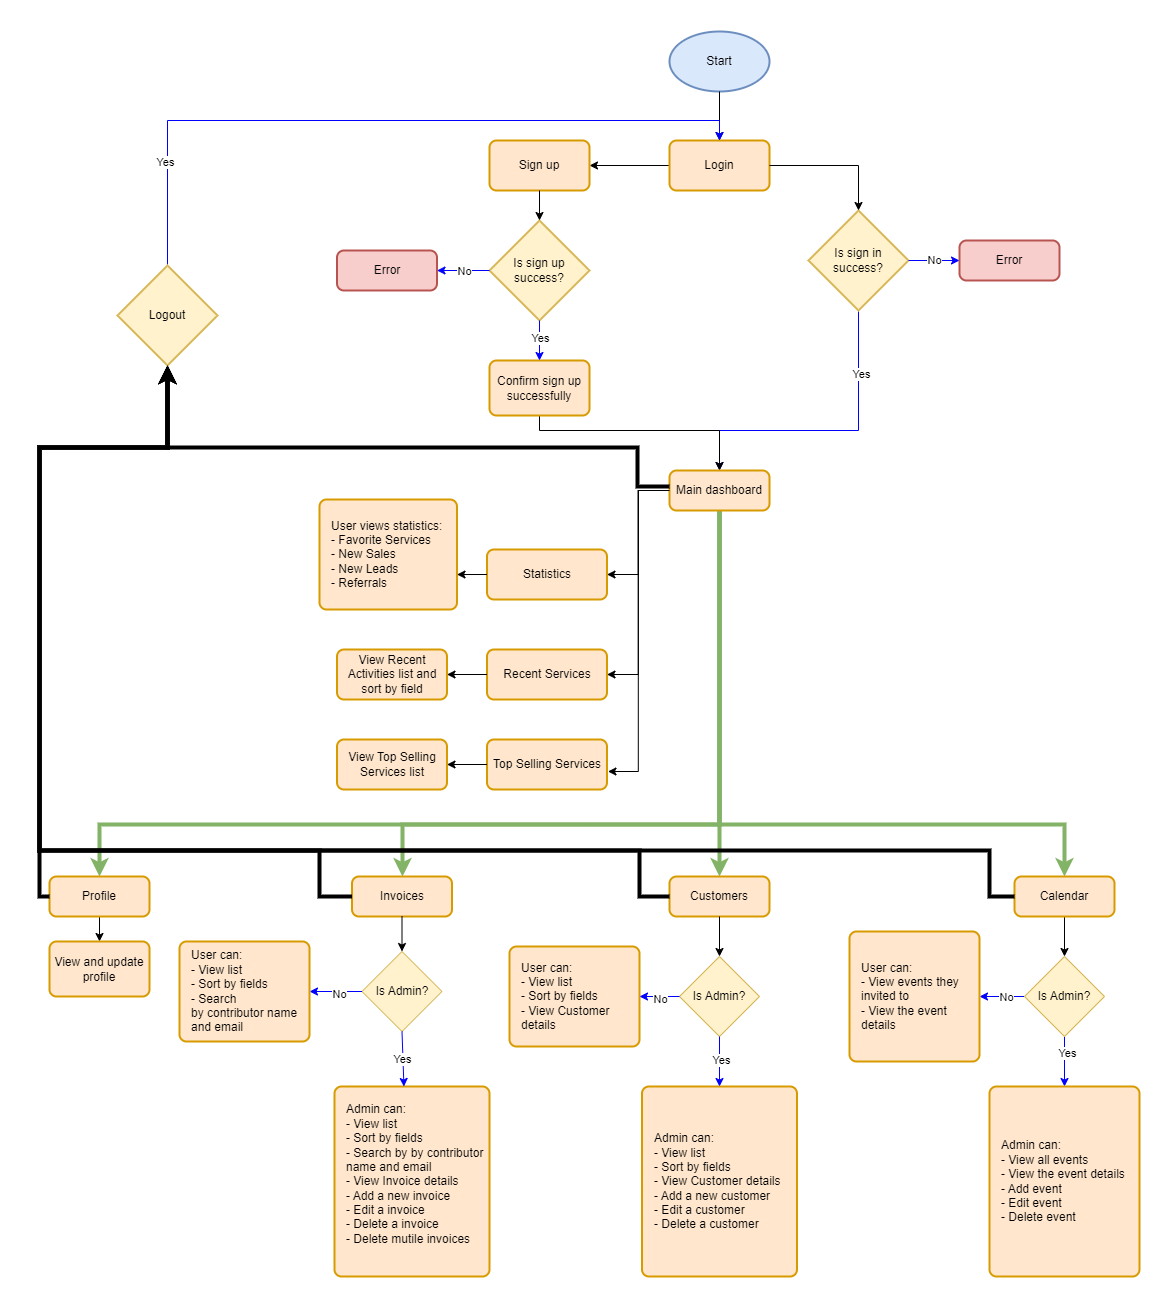 Start
Yes
Sign up
Login
Is sign up
success?
Is sign in
success?
Error
No
No
Error
Logout
Yes
Yes
Confirm sign up
successfully
Main dashboard
User views statistics:
- Favorite Services
- New Sales
- New Leads
- Referrals
Statistics
View Recent
Activities list and
sort by field
Recent Services
View Top Selling
Services list
Top Selling Services
Profile
Invoices
Customers
Calendar
View and update
profile
User can:
- View list
- Sort by fields
- Search
by contributor name
and email
No
Is Admin?
User can:
- View list
- Sort by fields
- View Customer
details
No
Is Admin?
User can:
- View events they
invited to
- View the event
details
No
Is Admin?
Yes
Yes
Yes
Admin can:
- View list
- Sort by fields
- Search by by contributor
name and email
- View Invoice details
- Add a new invoice
- Edit a invoice
- Delete a invoice
- Delete mutile invoices
Admin can:
- View list
- Sort by fields
- View Customer details
- Add a new customer
- Edit a customer
- Delete a customer
Admin can:
- View all events
- View the event details
- Add event
- Edit event
- Delete event